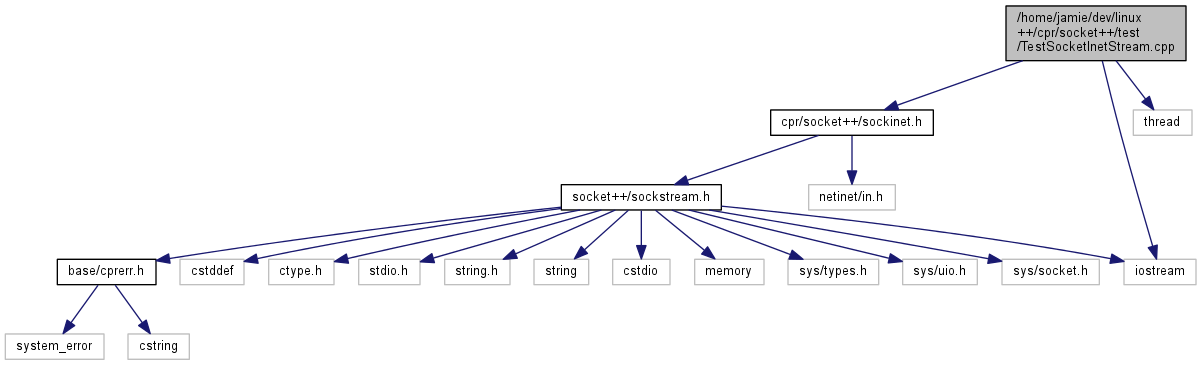 /home/jamie/dev/linux
++/cpr/socket++/test
/TestSocketInetStream.cpp
cpr/socket++/sockinet.h
thread
socket++/sockstream.h
netinet/in.h
base/cprerr.h
cstddef
ctype.h
stdio.h
string.h
string
cstdio
memory
sys/types.h
sys/uio.h
sys/socket.h
iostream
system_error
cstring